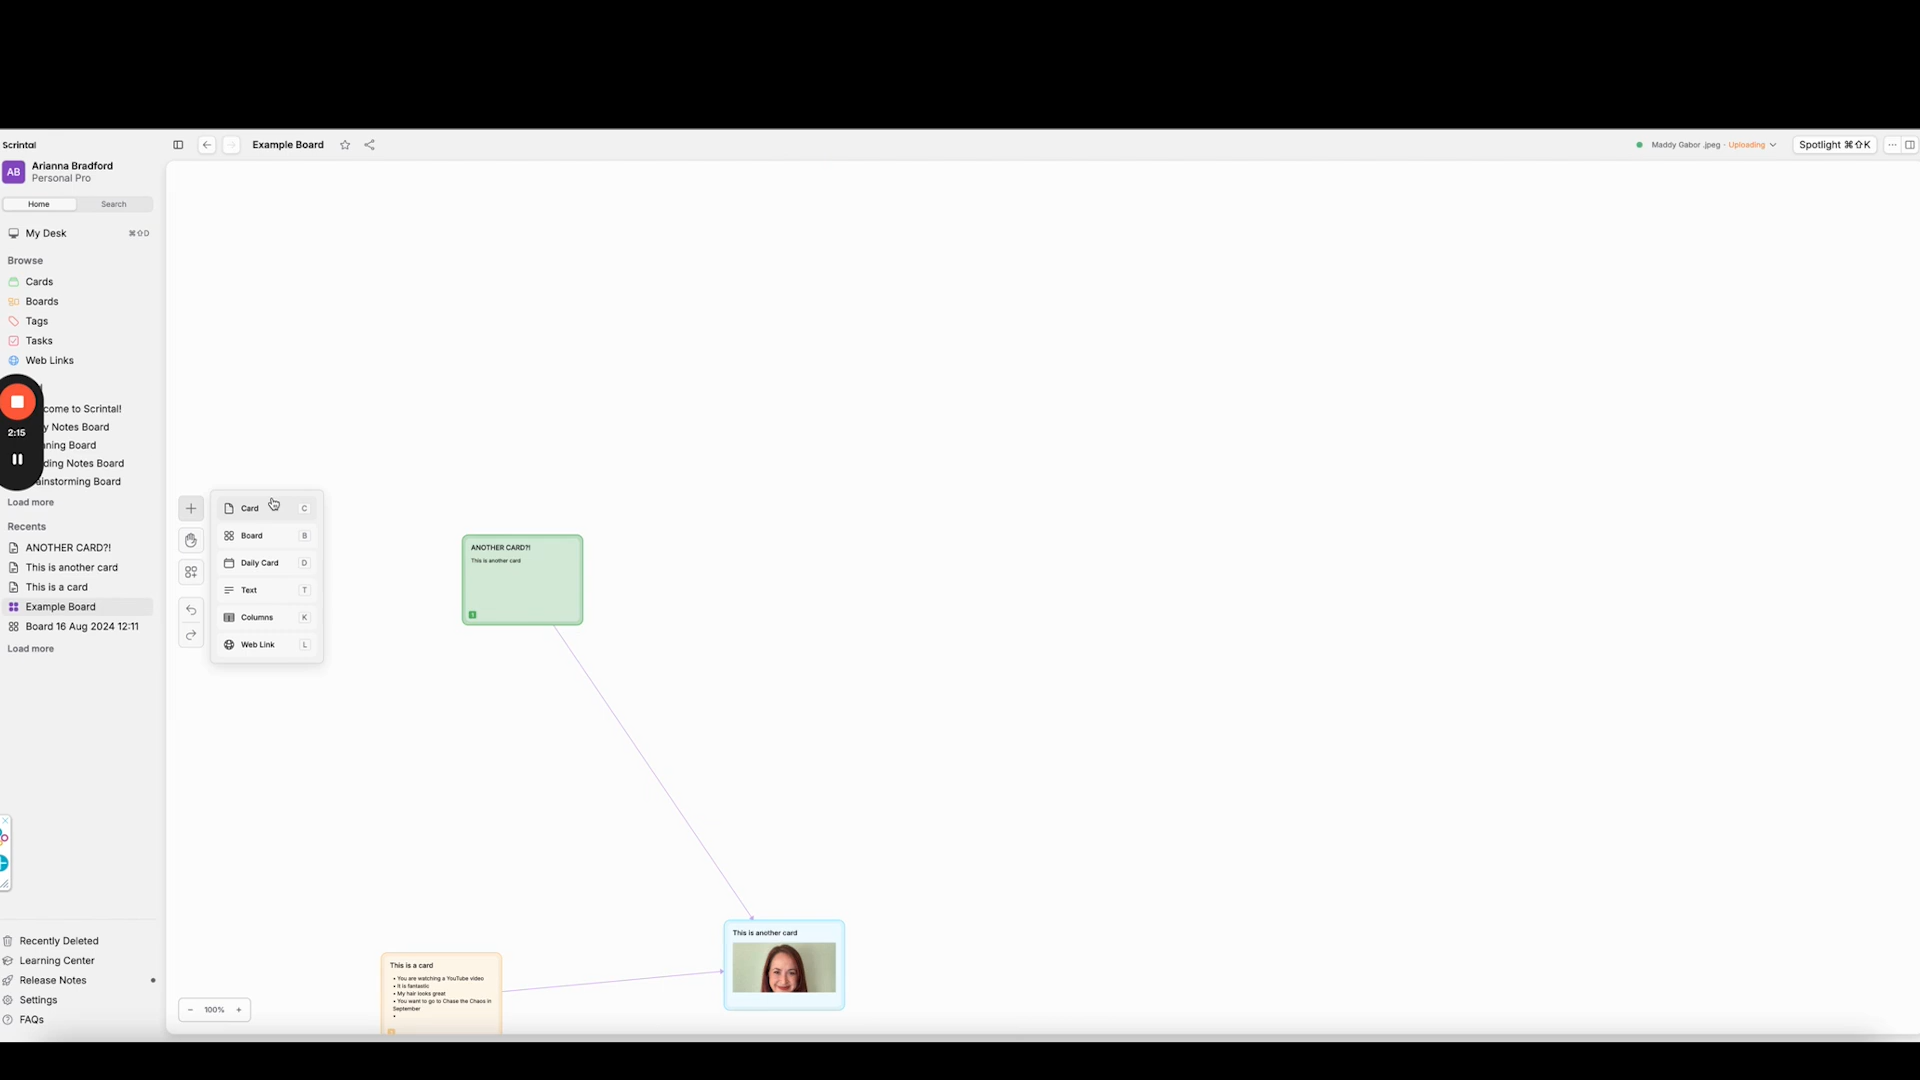 Scrintal
Example Board
Maddy Gabor .jpeg - Uploading
Spotlight ⌘⇧K
AB
Arianna Bradford
Personal Pro
Home
Search
My Desk
⌘⇧D
Browse
Cards
Boards
Tags
Tasks
Web Links
come to Scrintal!
y Notes Board
ning Board
ding Notes Board
ainstorming Board
Load more
2:15
Recents
ANOTHER CARD?!
This is another card
This is a card
Example Board
Board 16 Aug 2024 12:11
Load more
Recently Deleted
Learning Center
Release Notes
Settings
FAQs
Card C
Board B
Daily Card D
Text T
Columns K
Web Link L
ANOTHER CARD?!
This is another card
This is a card
• You are watching a YouTube video
• It is fantastic
• My hair looks great
• You want to go to Chase the Chaos in
September
•
This is another card
− 100% +